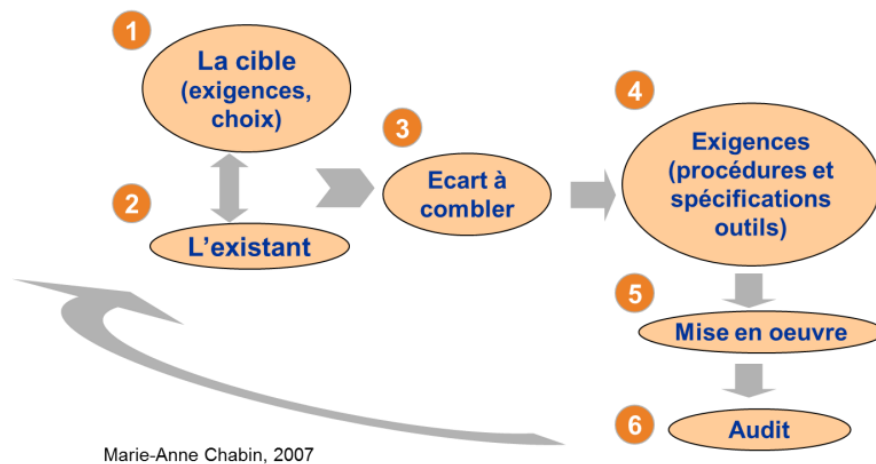 1
La cible
(exigences,
choix)
2
L'existant
3
Ecart à
combler
4
Exigences
(procédures et
spécifications
outils)
5
Mise en oeuvre
6
Audit
Marie-Anne Chabin, 2007